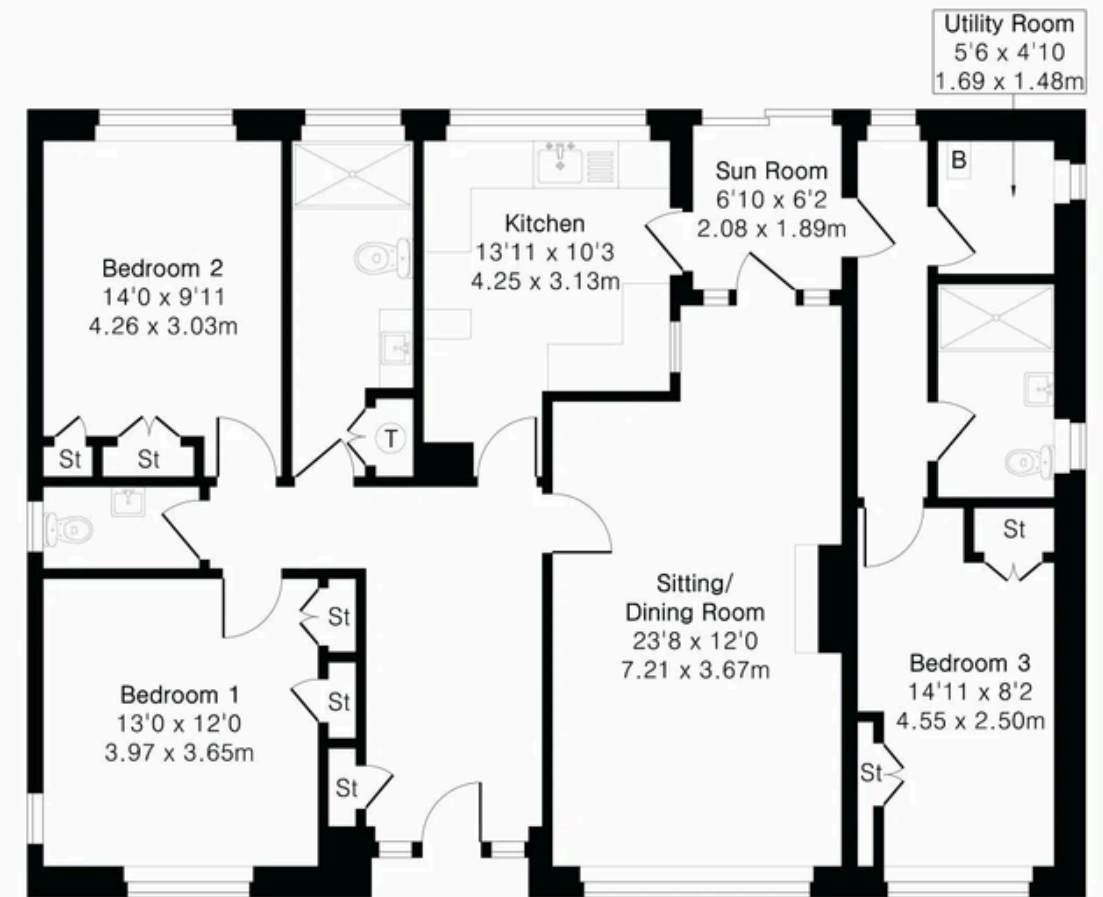 Utility Room
5'6 x 4'10
1.69 x 1.48m
B
Sun Room
6'10 x 6'2
2.08 x 1.89m
Kitchen
13'11 x 10'3
4.25 x 3.13m
Bedroom 2
14'0 x 9'11
4.26 x 3.03m
St
St
T
St
Sitting/
Dining Room
23'8 x 12'0
7.21 x 3.67m
St
Bedroom 3
14'11 x 8'2
4.55 x 2.50m
Bedroom 1
13'0 x 12'0
3.97 x 3.65m
St
St
St